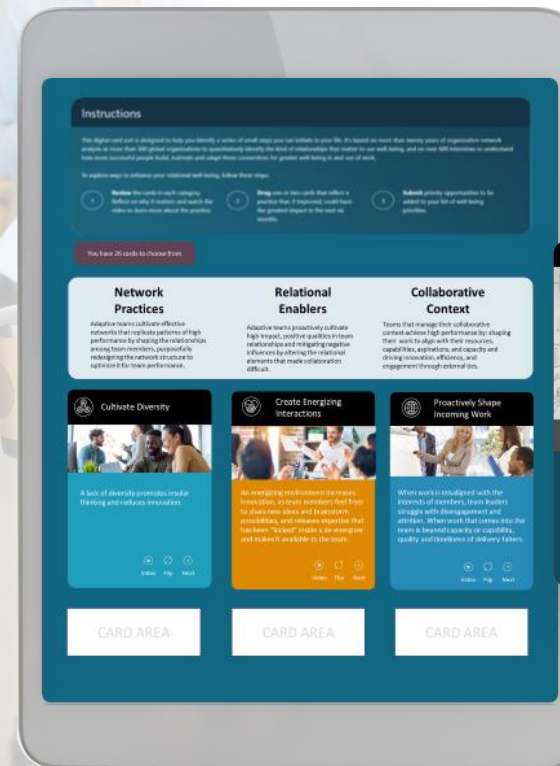 Instructions
This digital card sort is designed to help you identify a series of small steps you can initiate in your life. It's based on more than twenty years of organization network
analysis at more than 300 global organizations to quantitatively identify the kind of relationships that matter to our well-being, and on over 600 interviews to understand
how more successful people build, maintain and adapt these connections for greater well-being in and out of work.
To explore ways to enhance your relational well-being, follow these steps:
1
Review the cards in each category.
Reflect on why it matters and watch the
video to learn more about the practice.
2
Drag one or two cards that reflect a
practice that, if improved, could have
the greatest impact in the next six
months.
3
Submit priority opportunities to be
added to your list of well-being
priorities.
You have 26 cards to choose from
Network
Practices
Adaptive teams cultivate effective
networks that replicate patterns of high
performance by shaping the relationships
among team members, purposefully
redesigning the network structure to
optimize it for team performance.
Relational
Enablers
Adaptive teams proactively cultivate
high impact, positive qualities in team
relationships and mitigating negative
influences by altering the relational
elements that made collaboration
difficult.
Collaborative
Context
Teams that manage their collaborative
context achieve high performance by: shaping
their work to align with their resources,
capabilities, aspirations, and capacity and
driving innovation, efficiency, and
engagement through external ties.
Cultivate Diversity
A lack of diversity promotes insular
thinking and reduces innovation.
Video Flip Next
Create Energizing
Interactions
An energizing environment increases
innovation, as team members feel freer
to share new ideas and brainstorm
possibilities, and releases expertise that
has been "locked" inside a de-energizer
and makes it available to the team.
Video Flip Next
Proactively Shape
Incoming Work
When work is misaligned with the
interests of members, team leaders
struggle with disengagement and
attrition. When work that comes into the
team is beyond capacity or capability,
quality and timeliness of delivery falters.
Video Flip Next
CARD AREA
CARD AREA
CARD AREA